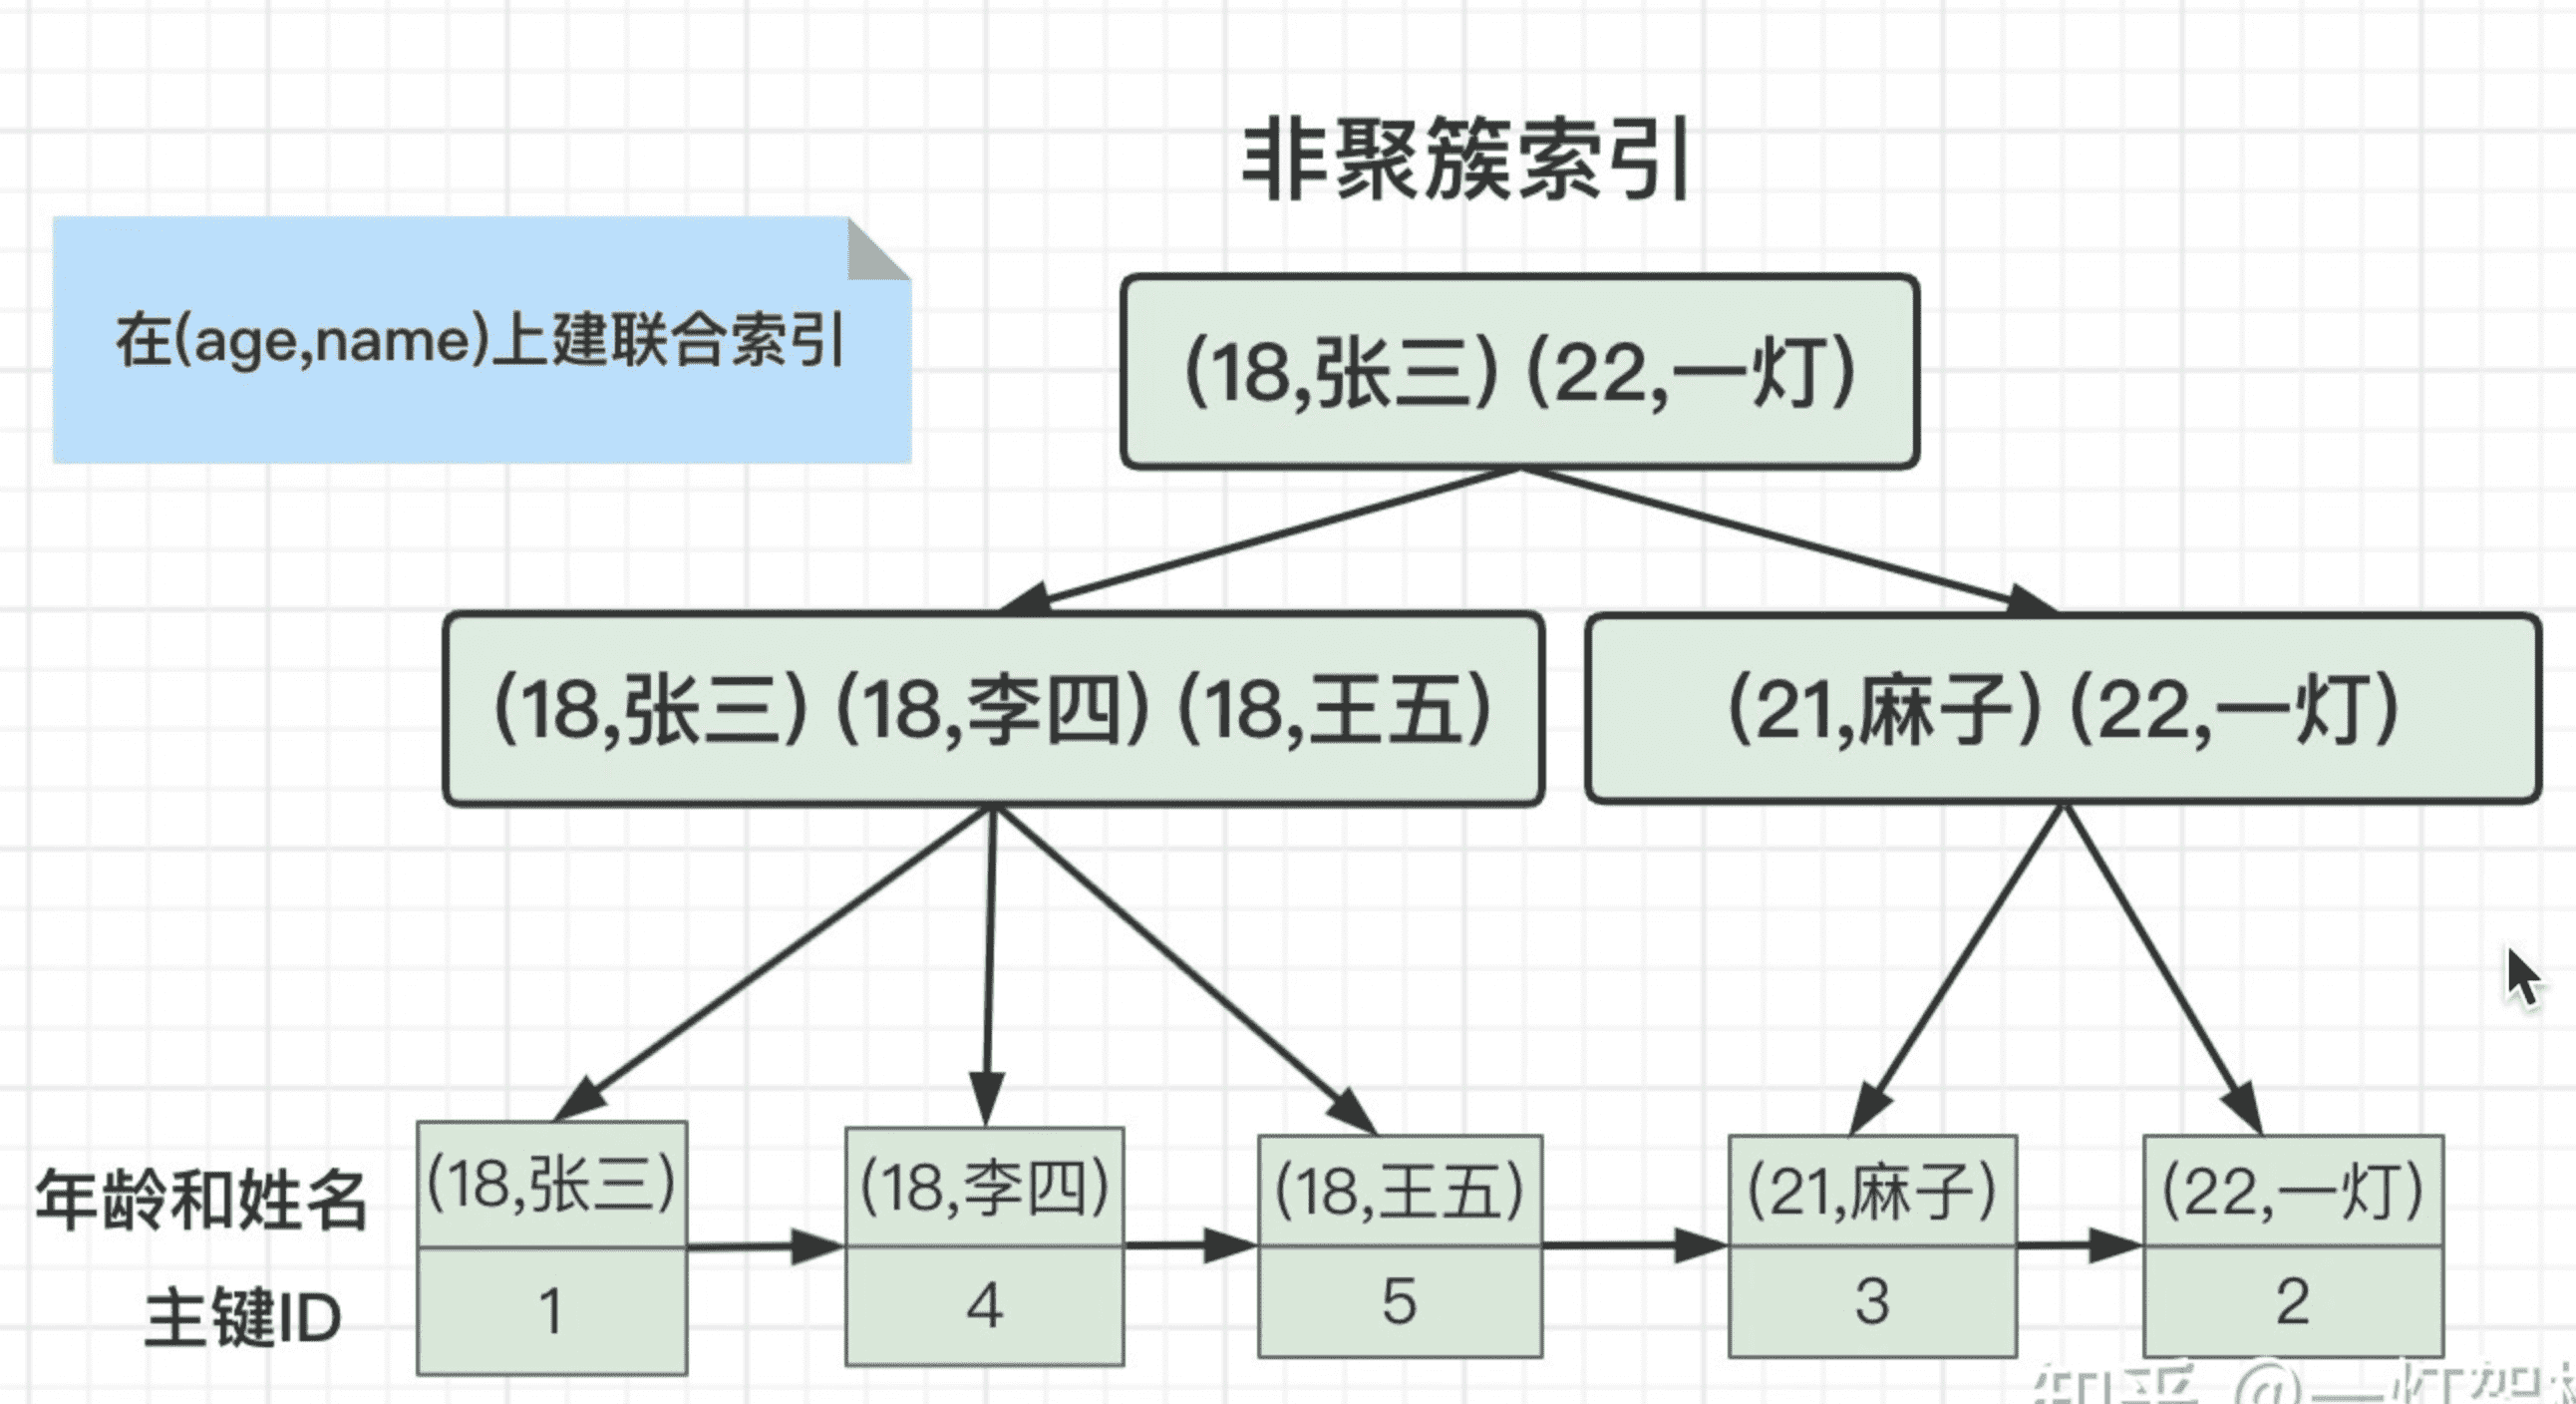 非聚簇索引
在(age,name)上建联合索引
(18,张三) (22,一灯)
(18,张三) (18,李四) (18,王五)
(21,麻子) (22,一灯)
年龄和姓名
(18,张三)
(18,李四)
(18,王五)
(21,麻子)
(22,一灯)
主键ID
1
4
5
3
2
知乎 @一灯架构